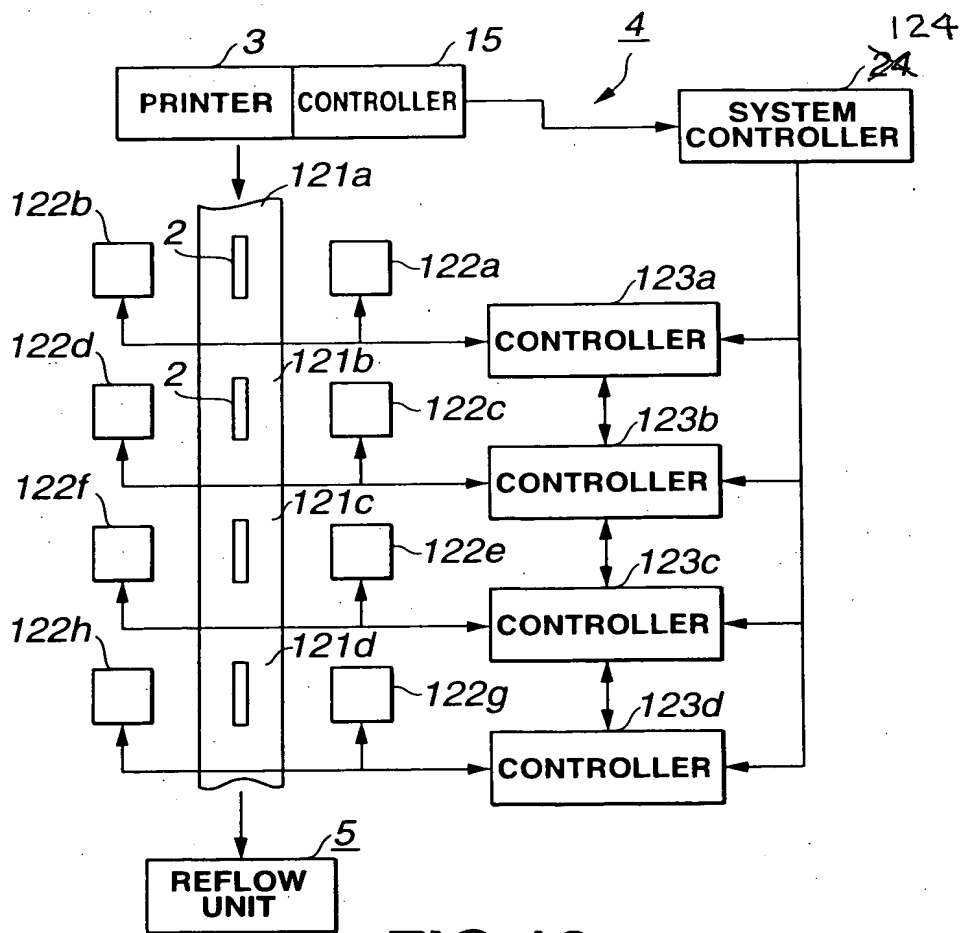 124
3
15
4
24
PRINTER
CONTROLLER
SYSTEM
CONTROLLER
121a
122b
2
122a
123a
CONTROLLER
122d
121b
2
122c
123b
CONTROLLER
122f
121c
122e
123c
CONTROLLER
122h
121d
122g
123d
CONTROLLER
5
REFLOW
UNIT